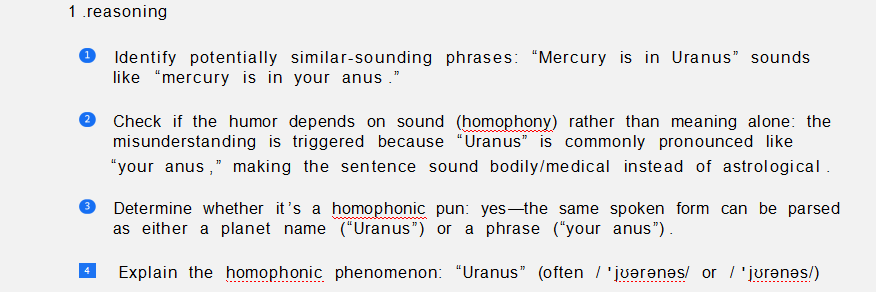 1 .reasoning
1 Identify potentially similar-sounding phrases: “Mercury is in Uranus” sounds
like “mercury is in your anus .”
2 Check if the humor depends on sound (homophony) rather than meaning alone: the
misunderstanding is triggered because “Uranus” is commonly pronounced like
“your anus ,” making the sentence sound bodily/medical instead of astrological .
3 Determine whether it’s a homophonic pun: yes—the same spoken form can be parsed
as either a planet name (“Uranus”) or a phrase (“your anus”) .
4 Explain the homophonic phenomenon: “Uranus” (often / ˈjʊərənəs/ or / ˈjʊrənəs/)